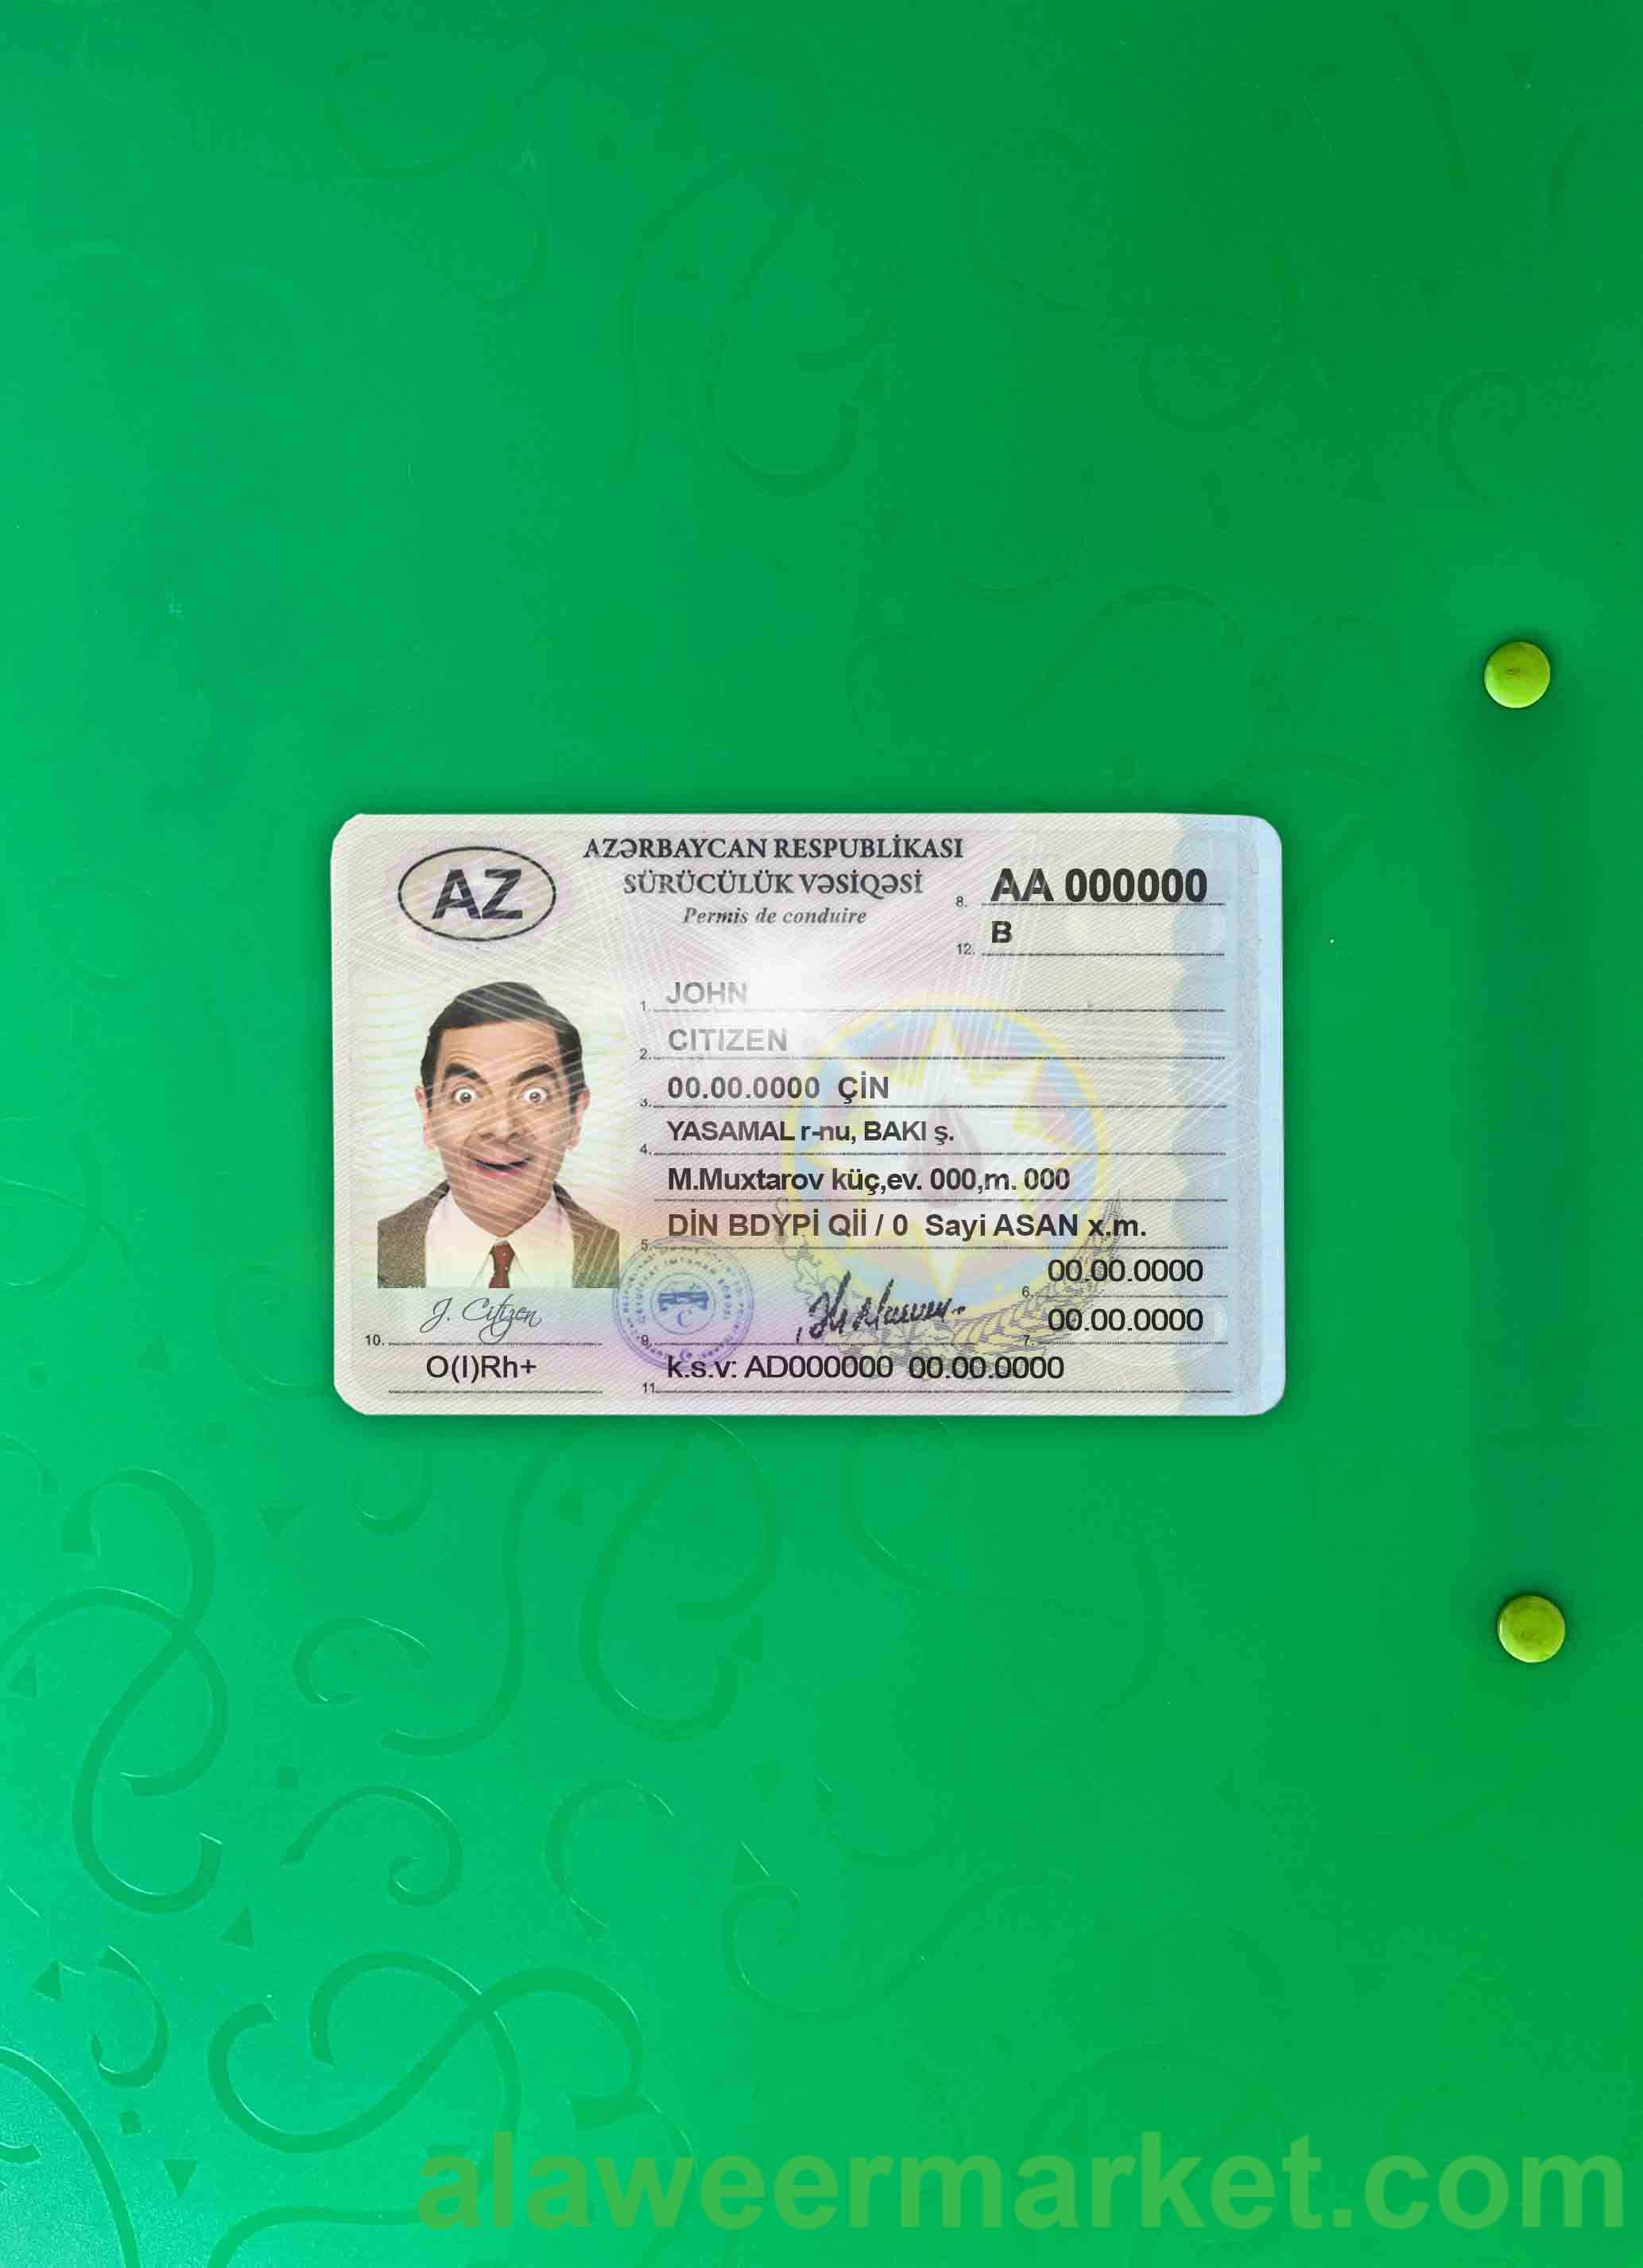 AZƏRBAYCAN RESPUBLİKASI
SÜRÜCÜLÜK VƏSİQƏSİ
Permis de conduire
AZ
8. AA 000000
12. B
1. JOHN
2. CITIZEN
3. 00.00.0000 ÇİN
4. YASAMAL r-nu, BAKI ş.
M.Muxtarov küç,ev. 000,m. 000
5. DİN BDYPİ Qİİ / 0 Sayi ASAN x.m.
6. 00.00.0000
7. 00.00.0000
9.
10. J. Citizen
O(I)Rh+
11. k.s.v: AD000000 00.00.0000
alaweermarket.com